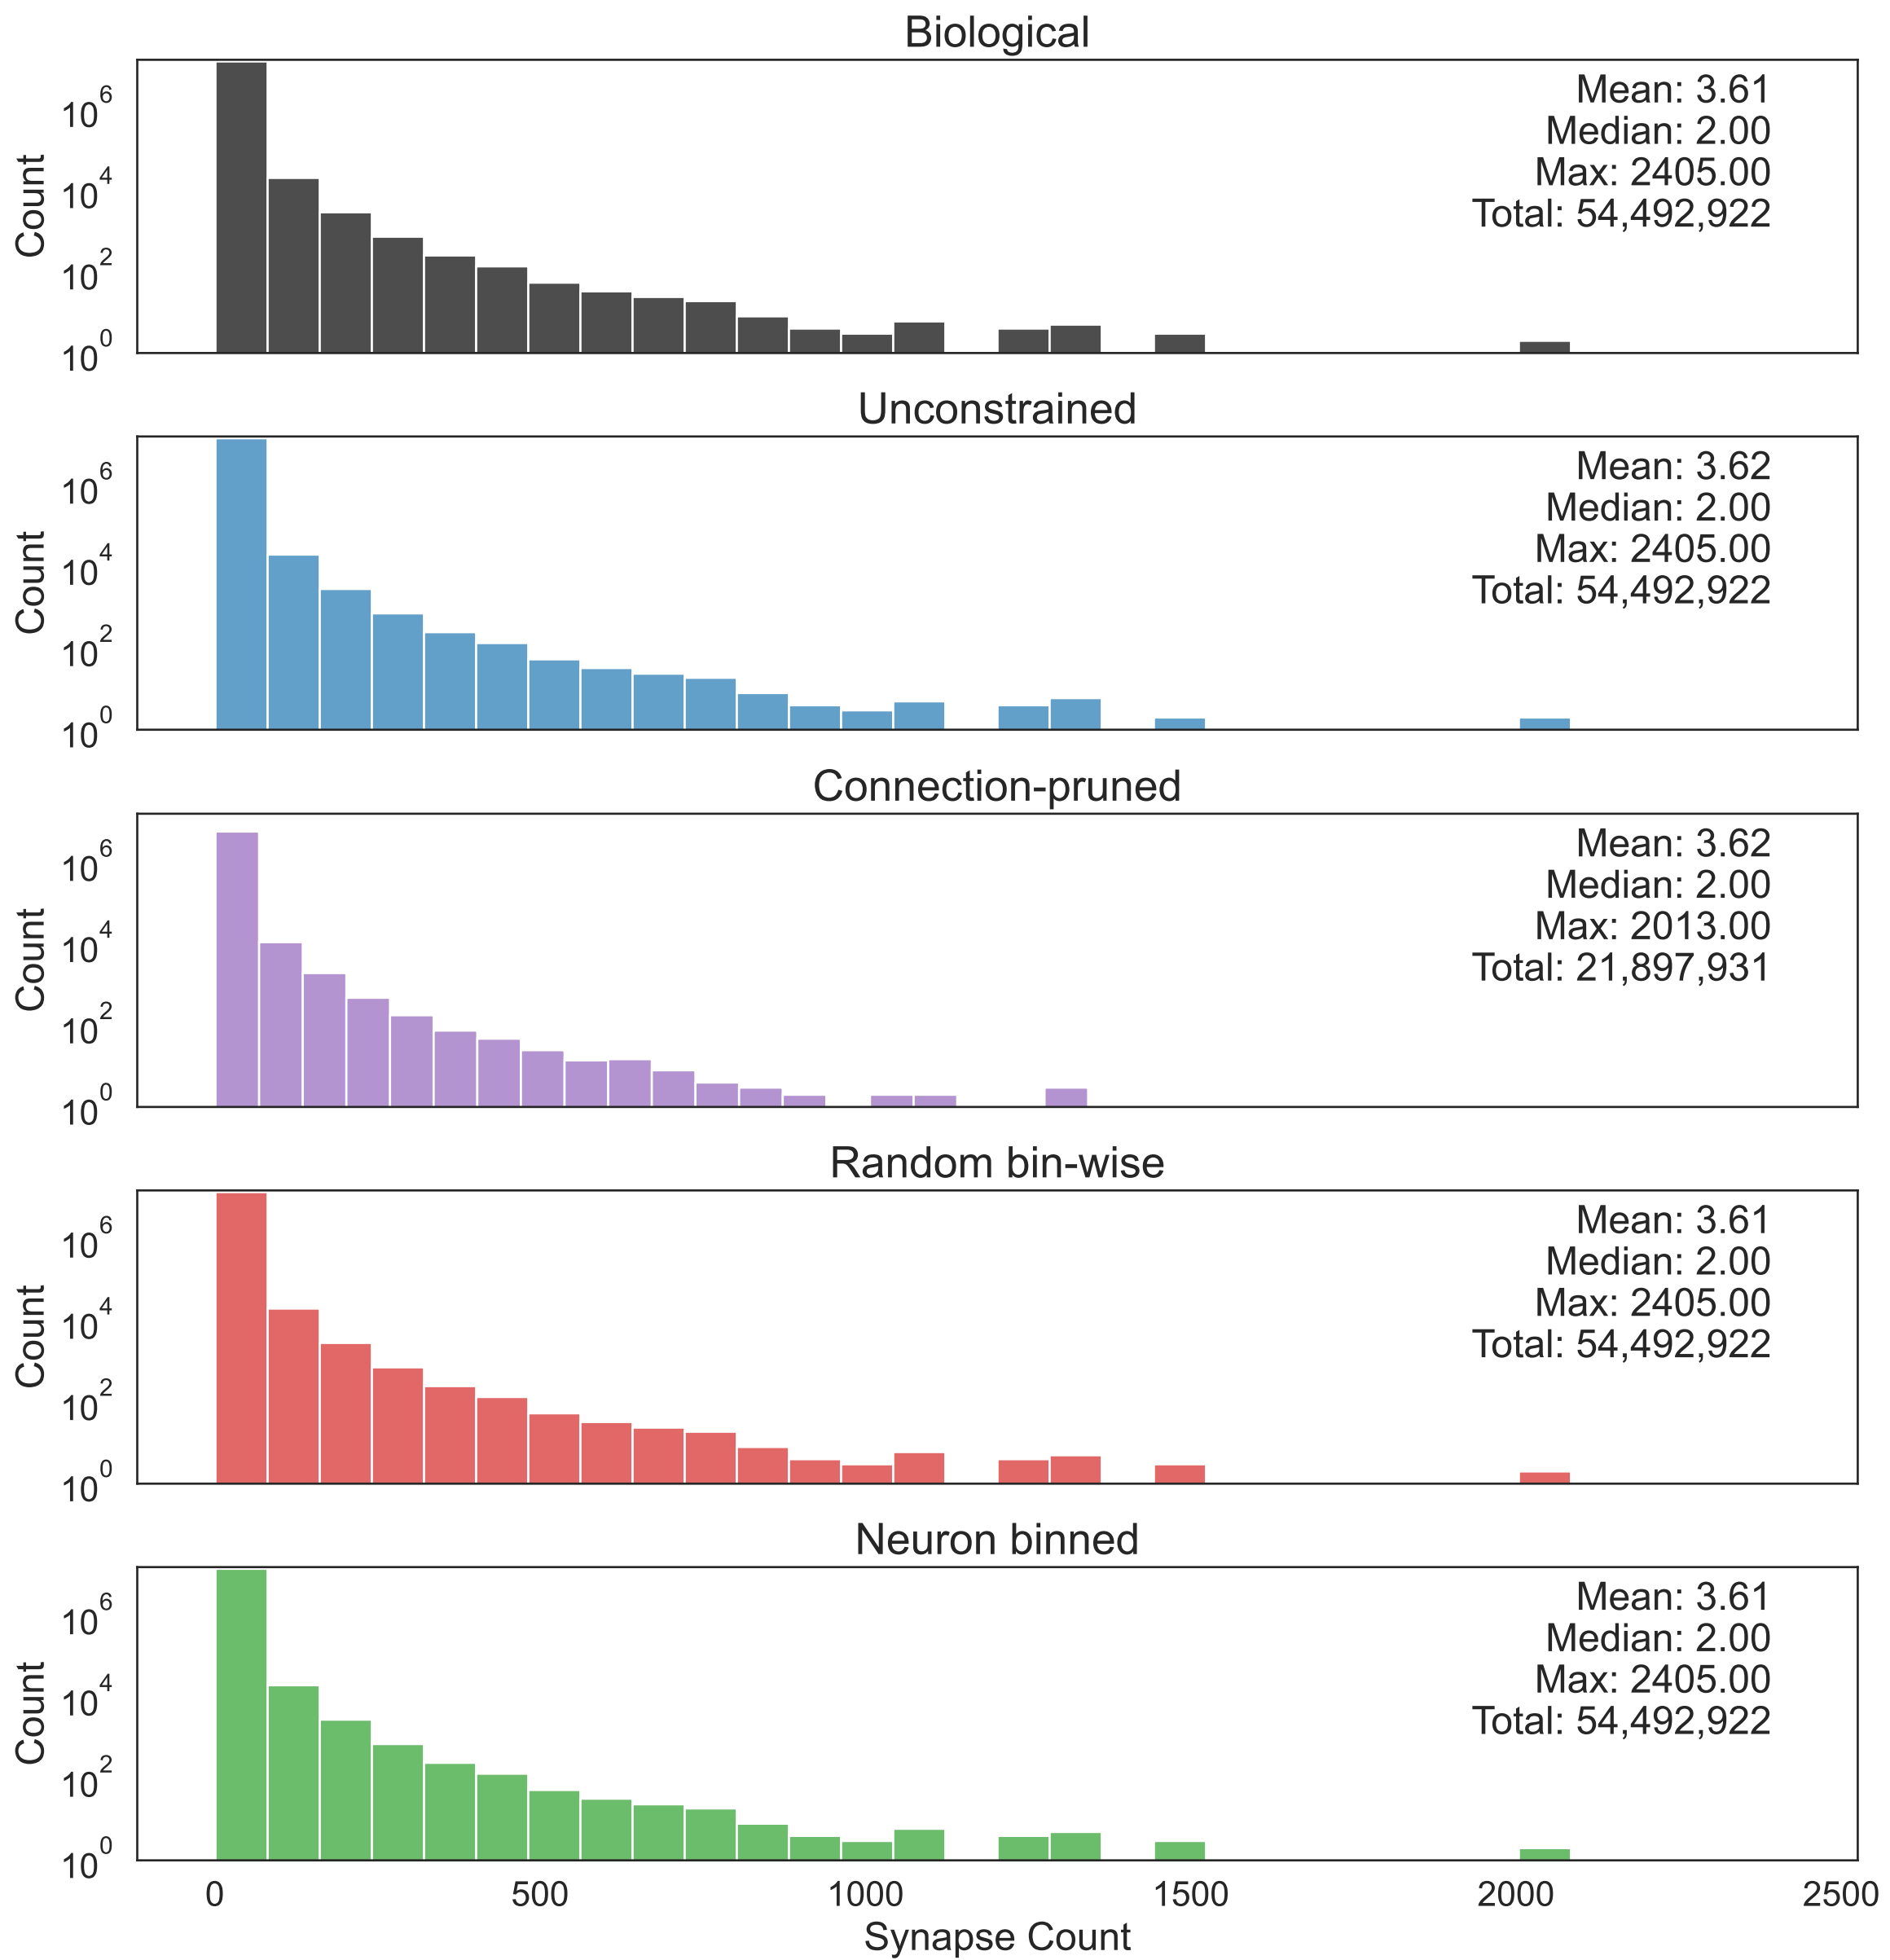 Biological
Count
10^6
10^4
10^2
10^0
Mean: 3.61
Median: 2.00
Max: 2405.00
Total: 54,492,922
Unconstrained
Count
10^6
10^4
10^2
10^0
Mean: 3.62
Median: 2.00
Max: 2405.00
Total: 54,492,922
Connection-pruned
Count
10^6
10^4
10^2
10^0
Mean: 3.62
Median: 2.00
Max: 2013.00
Total: 21,897,931
Random bin-wise
Count
10^6
10^4
10^2
10^0
Mean: 3.61
Median: 2.00
Max: 2405.00
Total: 54,492,922
Neuron binned
Count
10^6
10^4
10^2
10^0
Mean: 3.61
Median: 2.00
Max: 2405.00
Total: 54,492,922
0 500 1000 1500 2000 2500
Synapse Count